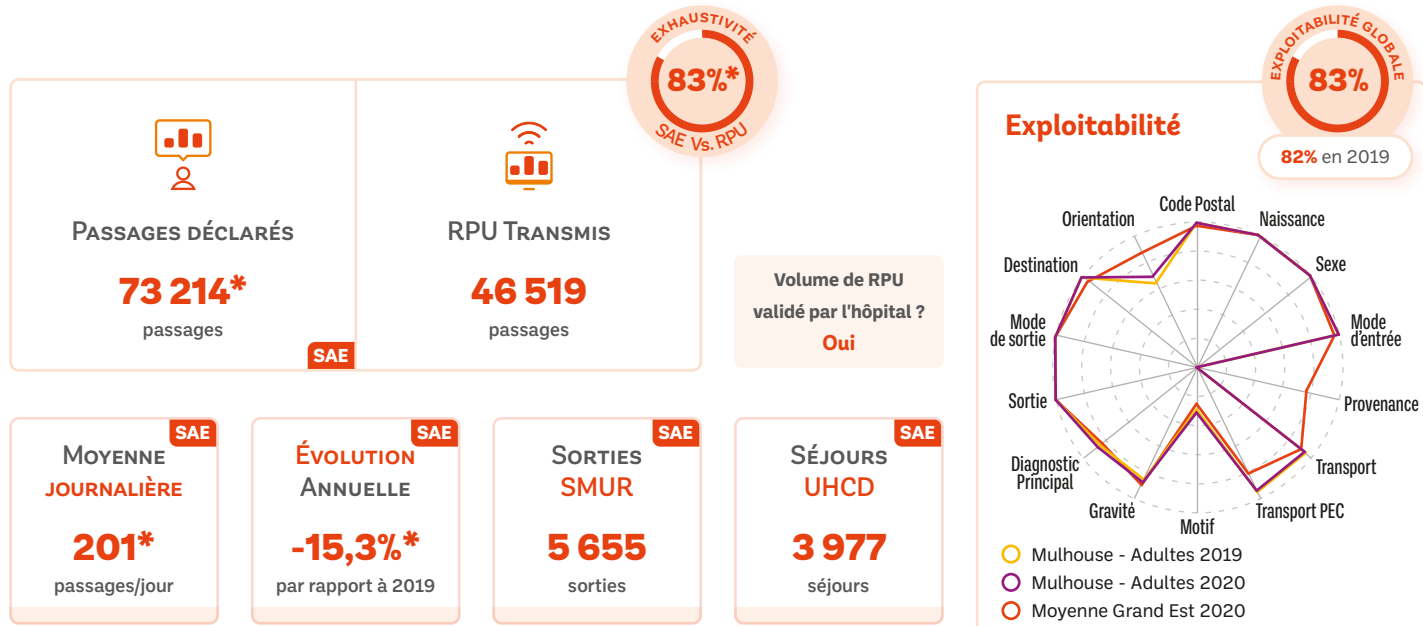 EXHAUSTIVITÉ
83%*
SAE Vs. RPU
PASSAGES DÉCLARÉS
73 214*
passages
SAE
RPU TRANSMIS
46 519
passages
Volume de RPU
validé par l'hôpital ?
Oui
SAE
MOYENNE
JOURNALIÈRE
201*
passages/jour
SAE
ÉVOLUTION
ANNUELLE
-15,3%*
par rapport à 2019
SAE
SORTIES
SMUR
5 655
sorties
SAE
SÉJOURS
UHCD
3 977
séjours
EXPLOITABILITÉ GLOBALE
83%
82% en 2019
Exploitabilité
Code Postal
Naissance
Sexe
Mode
d'entrée
Provenance
Transport
Transport PEC
Motif
Gravité
Diagnostic
Principal
Sortie
Mode
de sortie
Destination
Orientation
Mulhouse - Adultes 2019
Mulhouse - Adultes 2020
Moyenne Grand Est 2020